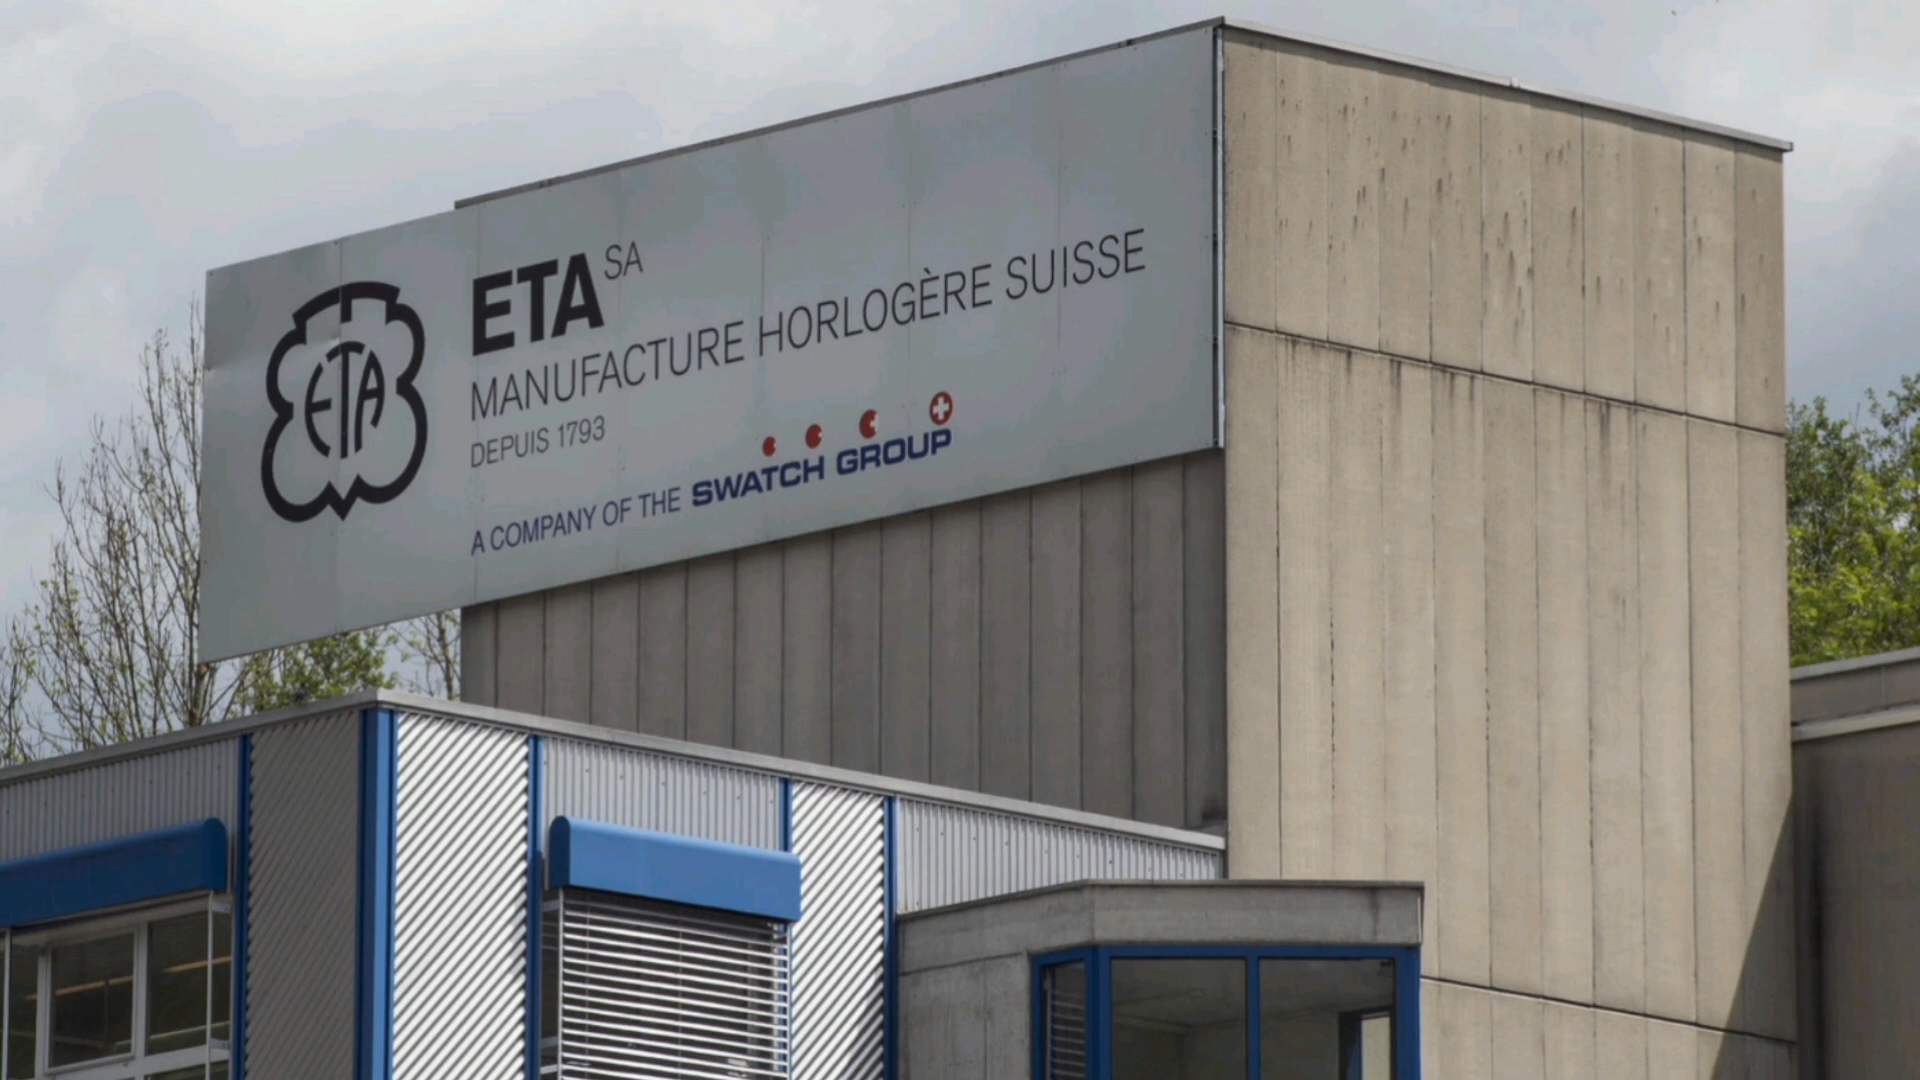 ETA
ETA SA
MANUFACTURE HORLOGÈRE SUISSE
DEPUIS 1793
A COMPANY OF THE SWATCH GROUP